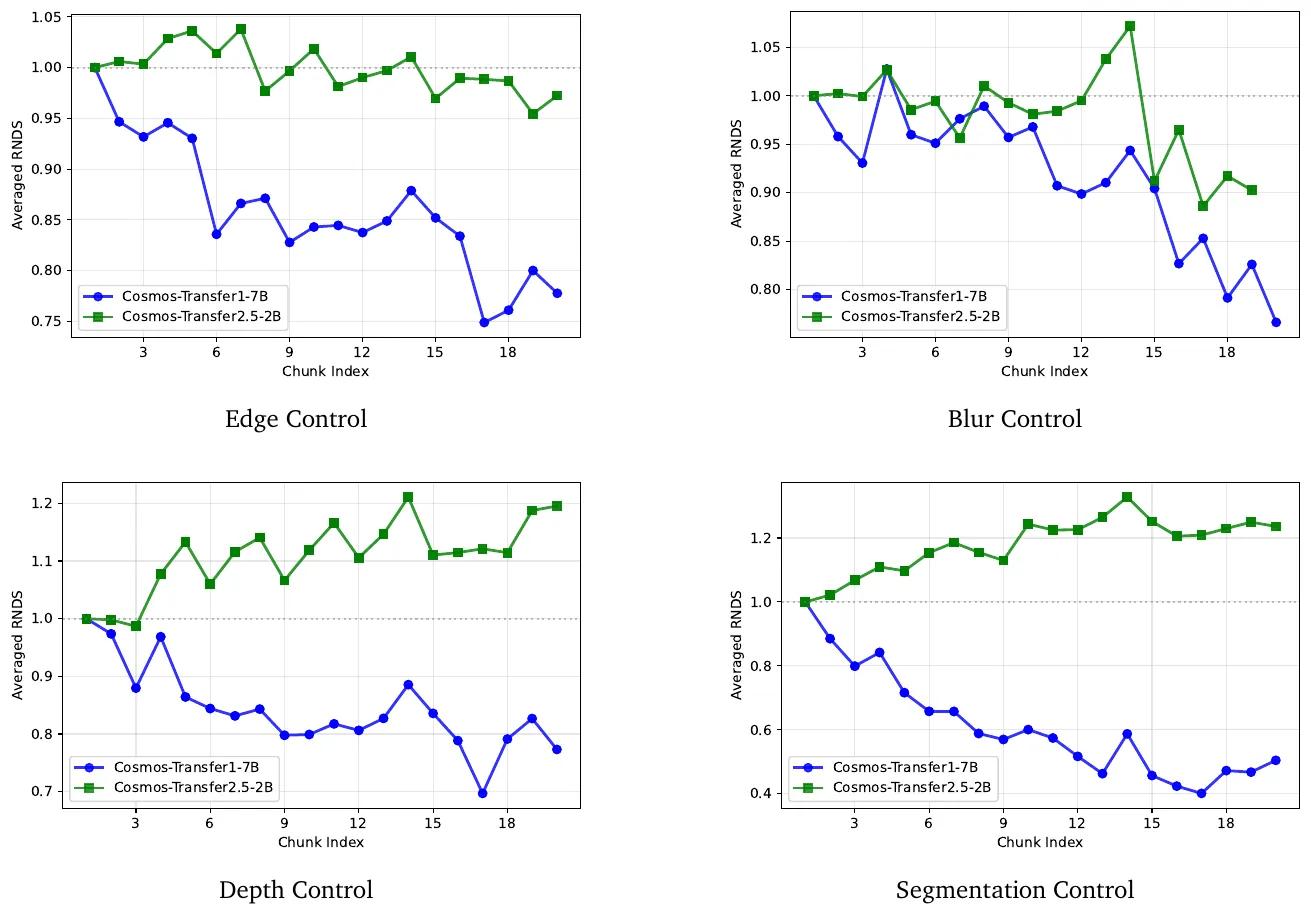 1.05
1.00
0.95
0.90
0.85
0.80
0.75
Averaged RNDS
Cosmos-Transfer1-7B
Cosmos-Transfer2.5-2B
3 6 9 12 15 18
Chunk Index
Edge Control
1.05
1.00
0.95
0.90
0.85
0.80
Averaged RNDS
Cosmos-Transfer1-7B
Cosmos-Transfer2.5-2B
3 6 9 12 15 18
Chunk Index
Blur Control
1.2
1.1
1.0
0.9
0.8
0.7
Averaged RNDS
Cosmos-Transfer1-7B
Cosmos-Transfer2.5-2B
3 6 9 12 15 18
Chunk Index
Depth Control
1.2
1.0
0.8
0.6
0.4
Averaged RNDS
Cosmos-Transfer1-7B
Cosmos-Transfer2.5-2B
3 6 9 12 15 18
Chunk Index
Segmentation Control